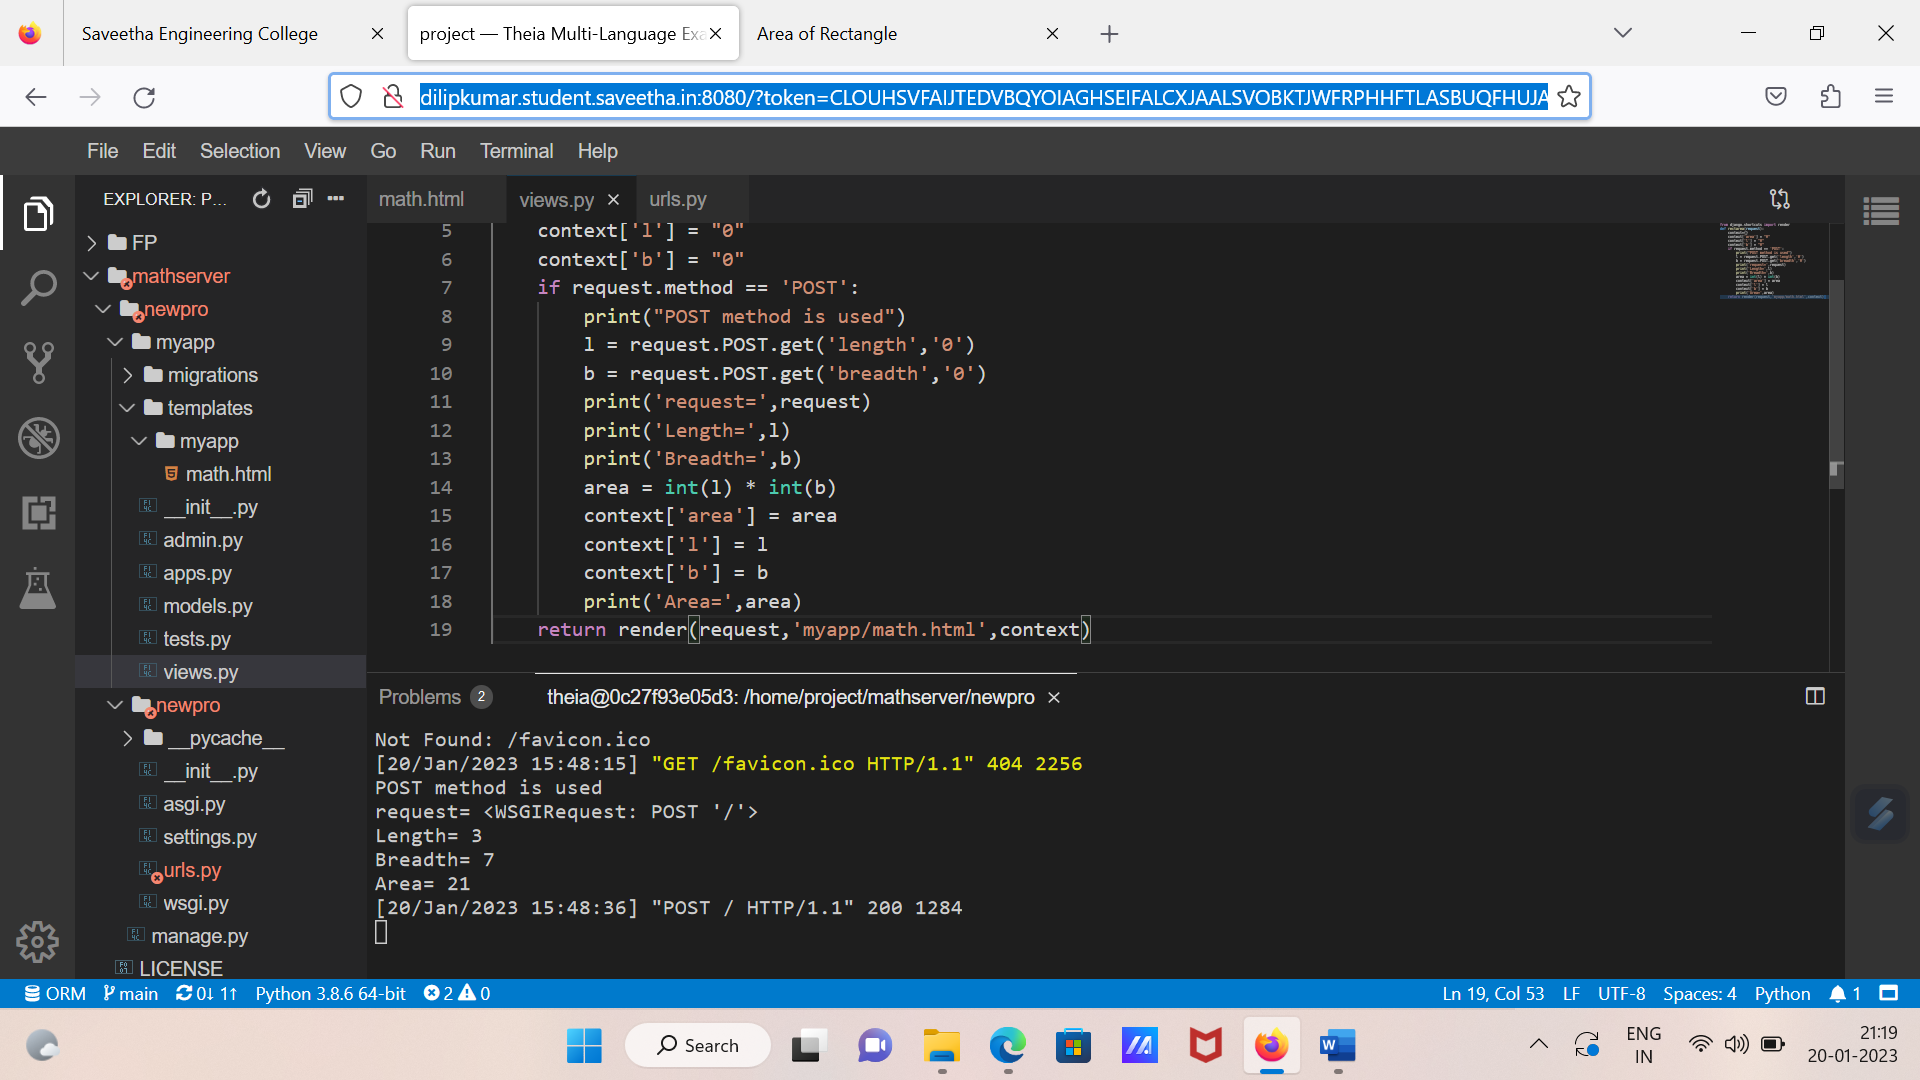 Saveetha Engineering College
project — Theia Multi-Language Exa
Area of Rectangle
dilipkumar.student.saveetha.in:8080/?token=CLOUHSVFAIJTEDVBQYOIAGHSEIFALCXJAALSVOBKTJWFRPHHFTLASBUQFHUJA
File Edit Selection View Go Run Terminal Help
EXPLORER: P...
math.html
views.py
urls.py
FP
mathserver
newpro
myapp
migrations
templates
myapp
math.html
__init__.py
admin.py
apps.py
models.py
tests.py
views.py
newpro
__pycache__
__init__.py
asgi.py
settings.py
urls.py
wsgi.py
manage.py
LICENSE
5 context['l'] = "0"
6 context['b'] = "0"
7 if request.method == 'POST':
8 print("POST method is used")
9 l = request.POST.get('length','0')
10 b = request.POST.get('breadth','0')
11 print('request=',request)
12 print('Length=',l)
13 print('Breadth=',b)
14 area = int(l) * int(b)
15 context['area'] = area
16 context['l'] = l
17 context['b'] = b
18 print('Area=',area)
19 return render(request,'myapp/math.html',context)
Problems 2
theia@0c27f93e05d3: /home/project/mathserver/newpro
Not Found: /favicon.ico
[20/Jan/2023 15:48:15] "GET /favicon.ico HTTP/1.1" 404 2256
POST method is used
request= <WSGIRequest: POST '/'>
Length= 3
Breadth= 7
Area= 21
[20/Jan/2023 15:48:36] "POST / HTTP/1.1" 200 1284
ORM main 0↓ 1↑ Python 3.8.6 64-bit 2 0
Ln 19, Col 53 LF UTF-8 Spaces: 4 Python 1
Search
ENG
IN
21:19
20-01-2023